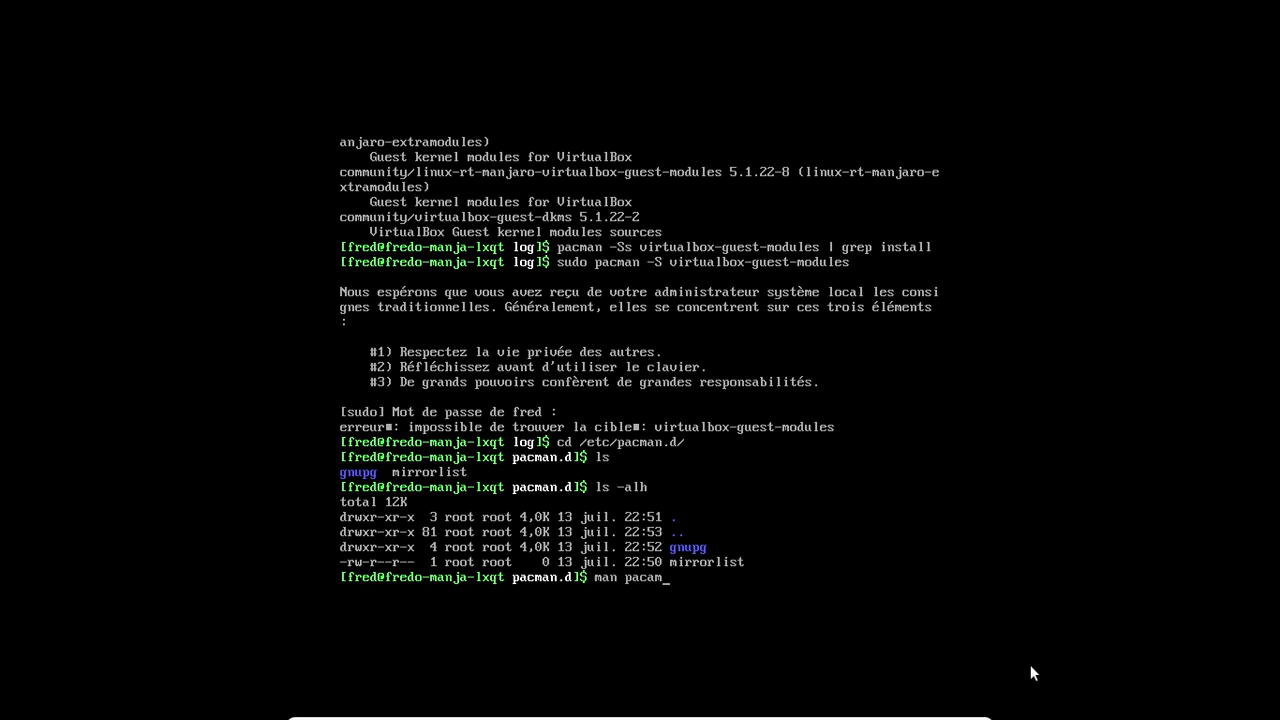 anjaro-extramodules)
    Guest kernel modules for VirtualBox
community/linux-rt-manjaro-virtualbox-guest-modules 5.1.22-8 (linux-rt-manjaro-e
xtramodules)
    Guest kernel modules for VirtualBox
community/virtualbox-guest-dkms 5.1.22-2
    VirtualBox Guest kernel modules sources
[fred@fredo-manja-lxqt log]$ pacman -Ss virtualbox-guest-modules | grep install
[fred@fredo-manja-lxqt log]$ sudo pacman -S virtualbox-guest-modules

Nous espérons que vous avez reçu de votre administrateur système local les consi
gnes traditionnelles. Généralement, elles se concentrent sur ces trois éléments
:

    #1) Respectez la vie privée des autres.
    #2) Réfléchissez avant d'utiliser le clavier.
    #3) De grands pouvoirs confèrent de grandes responsabilités.

[sudo] Mot de passe de fred :
erreur■: impossible de trouver la cible■: virtualbox-guest-modules
[fred@fredo-manja-lxqt log]$ cd /etc/pacman.d/
[fred@fredo-manja-lxqt pacman.d]$ ls
gnupg  mirrorlist
[fred@fredo-manja-lxqt pacman.d]$ ls -alh
total 12K
drwxr-xr-x  3 root root 4,0K 13 juil. 22:51 .
drwxr-xr-x 81 root root 4,0K 13 juil. 22:53 ..
drwxr-xr-x  4 root root 4,0K 13 juil. 22:52 gnupg
-rw-r--r--  1 root root    0 13 juil. 22:50 mirrorlist
[fred@fredo-manja-lxqt pacman.d]$ man pacam_